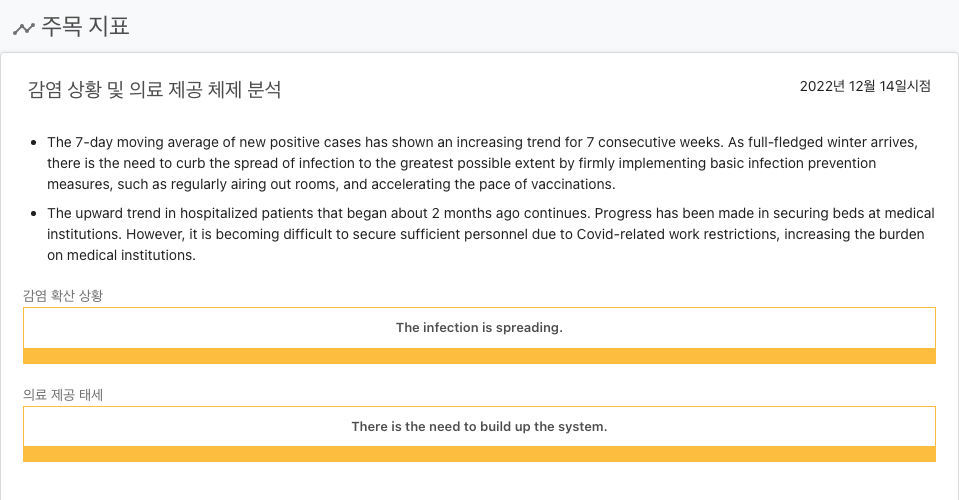 주목 지표
감염 상황 및 의료 제공 체제 분석
2022년 12월 14일시점
The 7-day moving average of new positive cases has shown an increasing trend for 7 consecutive weeks. As full-fledged winter arrives,
there is the need to curb the spread of infection to the greatest possible extent by firmly implementing basic infection prevention
measures, such as regularly airing out rooms, and accelerating the pace of vaccinations.
The upward trend in hospitalized patients that began about 2 months ago continues. Progress has been made in securing beds at medical
institutions. However, it is becoming difficult to secure sufficient personnel due to Covid-related work restrictions, increasing the burden
on medical institutions.
감염 확산 상황
The infection is spreading.
의료 제공 태세
There is the need to build up the system.